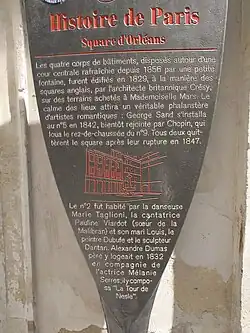 Histoire de Paris
Square d'Orléans
Les quatre corps de bâtiments, disposés autour d'une
cour centrale rafraîchie depuis 1856 par une petite
fontaine, furent édifiés en 1829, à la manière des
squares anglais, par l'architecte britannique Crésy,
sur des terrains achetés à Mademoiselle Mars. Le
calme des lieux attira un véritable phalanstère
d'artistes romantiques : George Sand s'installa
au n°5 en 1842, bientôt rejointe par Chopin, qui
loua le rez-de-chaussée du n°9. Tous deux quit-
tèrent le square après leur rupture en 1847.
Le n°2 fut habité par la danseuse
Marie Taglioni, la cantatrice
Pauline Viardot (sœur de la
Malibran) et son mari Louis, le
peintre Dubufe et le sculpteur
Dantan. Alexandre Dumas
père y logeait en 1832
en compagnie de
l'actrice Mélanie
Serres; il y compo-
sa "La Tour de
Nesle".